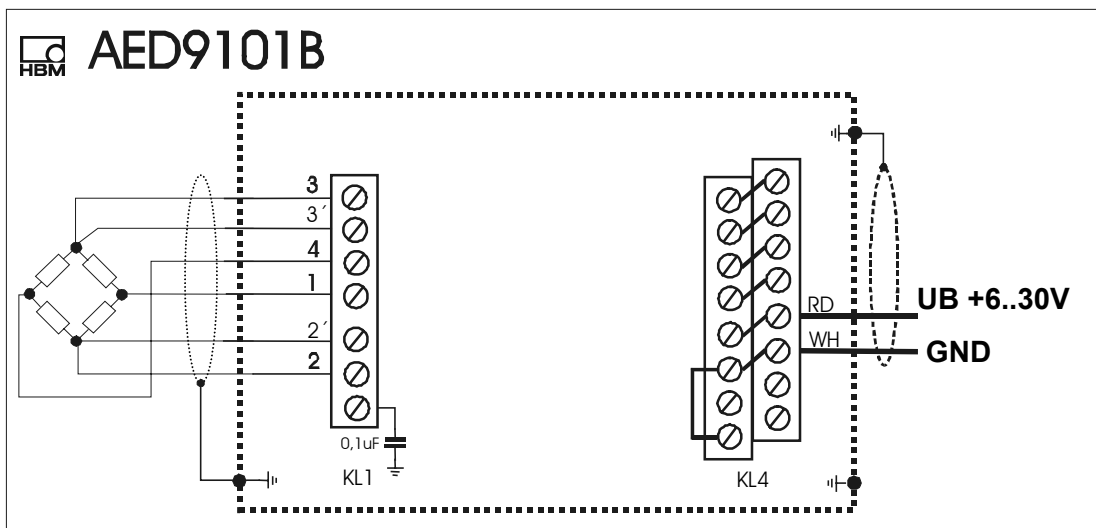 HBM
AED9101B
3
3´
4
1
2´
2
0,1uF
KL1
RD
UB +6..30V
WH
GND
KL4